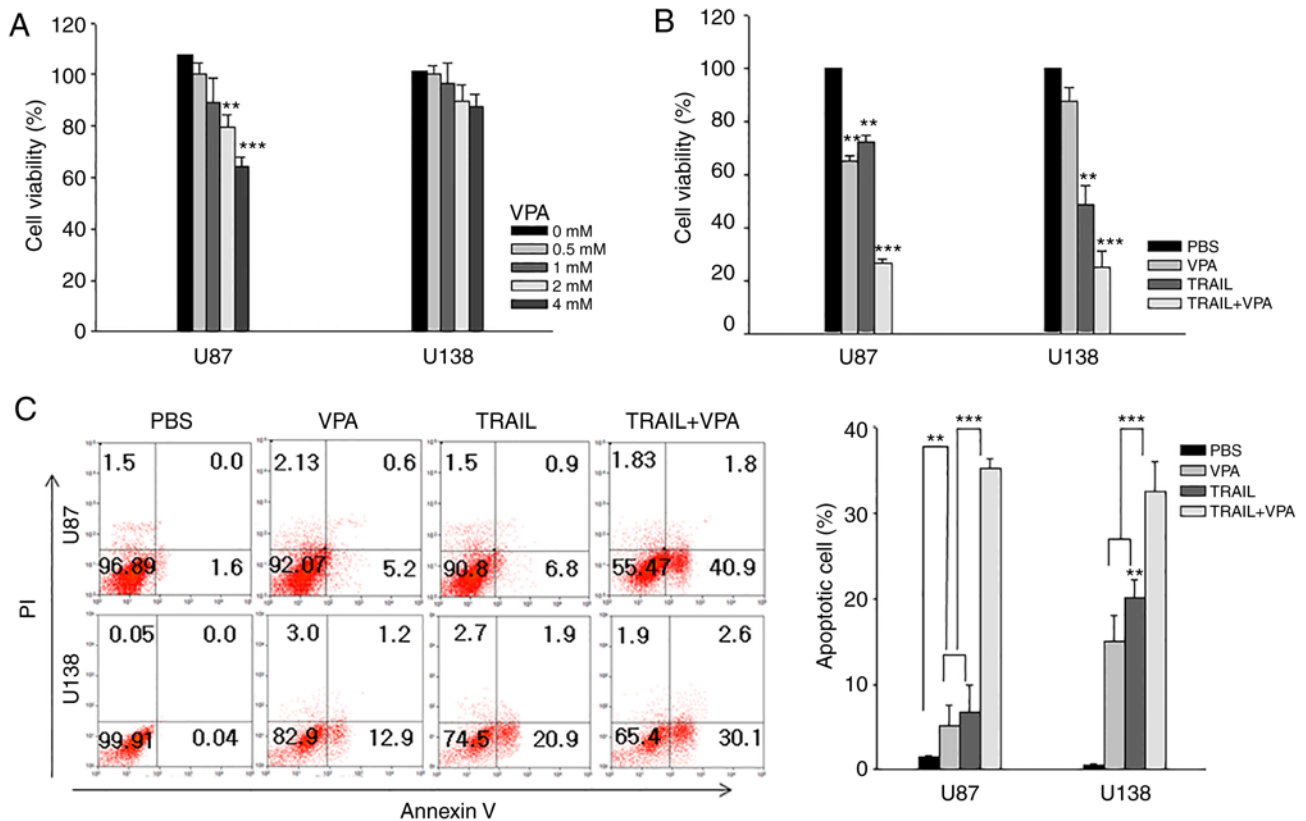 A
Cell viability (%)
120
100
80
60
40
20
0
**
***
U87
U138
VPA
0 mM
0.5 mM
1 mM
2 mM
4 mM
B
Cell viability (%)
120
100
80
60
40
20
0
**
**
***
**
***
U87
U138
PBS
VPA
TRAIL
TRAIL+VPA
C
PBS
VPA
TRAIL
TRAIL+VPA
PI
U87
1.5 0.0
2.13 0.6
1.5 0.9
1.83 1.8
96.89 1.6
92.07 5.2
90.8 6.8
55.47 40.9
U138
0.05 0.0
3.0 1.2
2.7 1.9
1.9 2.6
99.91 0.04
82.9 12.9
74.5 20.9
65.4 30.1
Annexin V
Apoptotic cell (%)
40
30
20
10
0
**
***
***
**
U87
U138
PBS
VPA
TRAIL
TRAIL+VPA